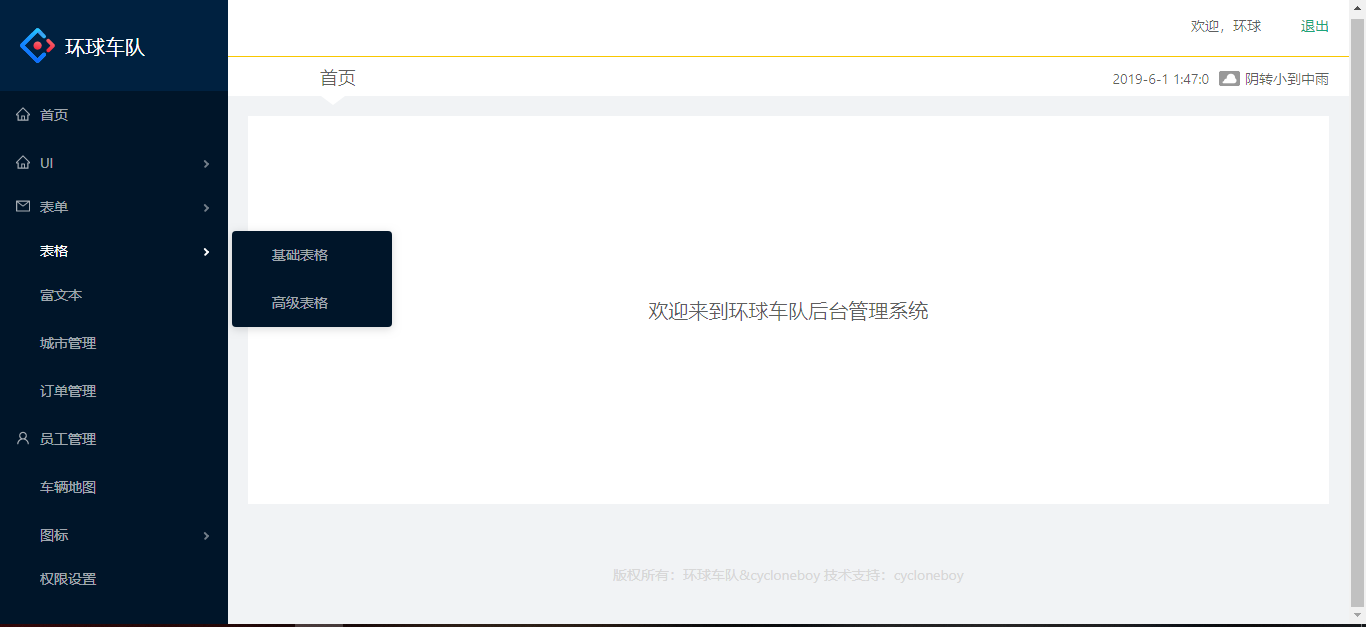 环球车队
欢迎，环球 退出
首页
2019-6-1 1:47:0 阴转小到中雨
首页
UI
表单
表格
基础表格
高级表格
富文本
城市管理
订单管理
员工管理
车辆地图
图标
权限设置
欢迎来到环球车队后台管理系统
版权所有：环球车队&cycloneboy 技术支持：cycloneboy